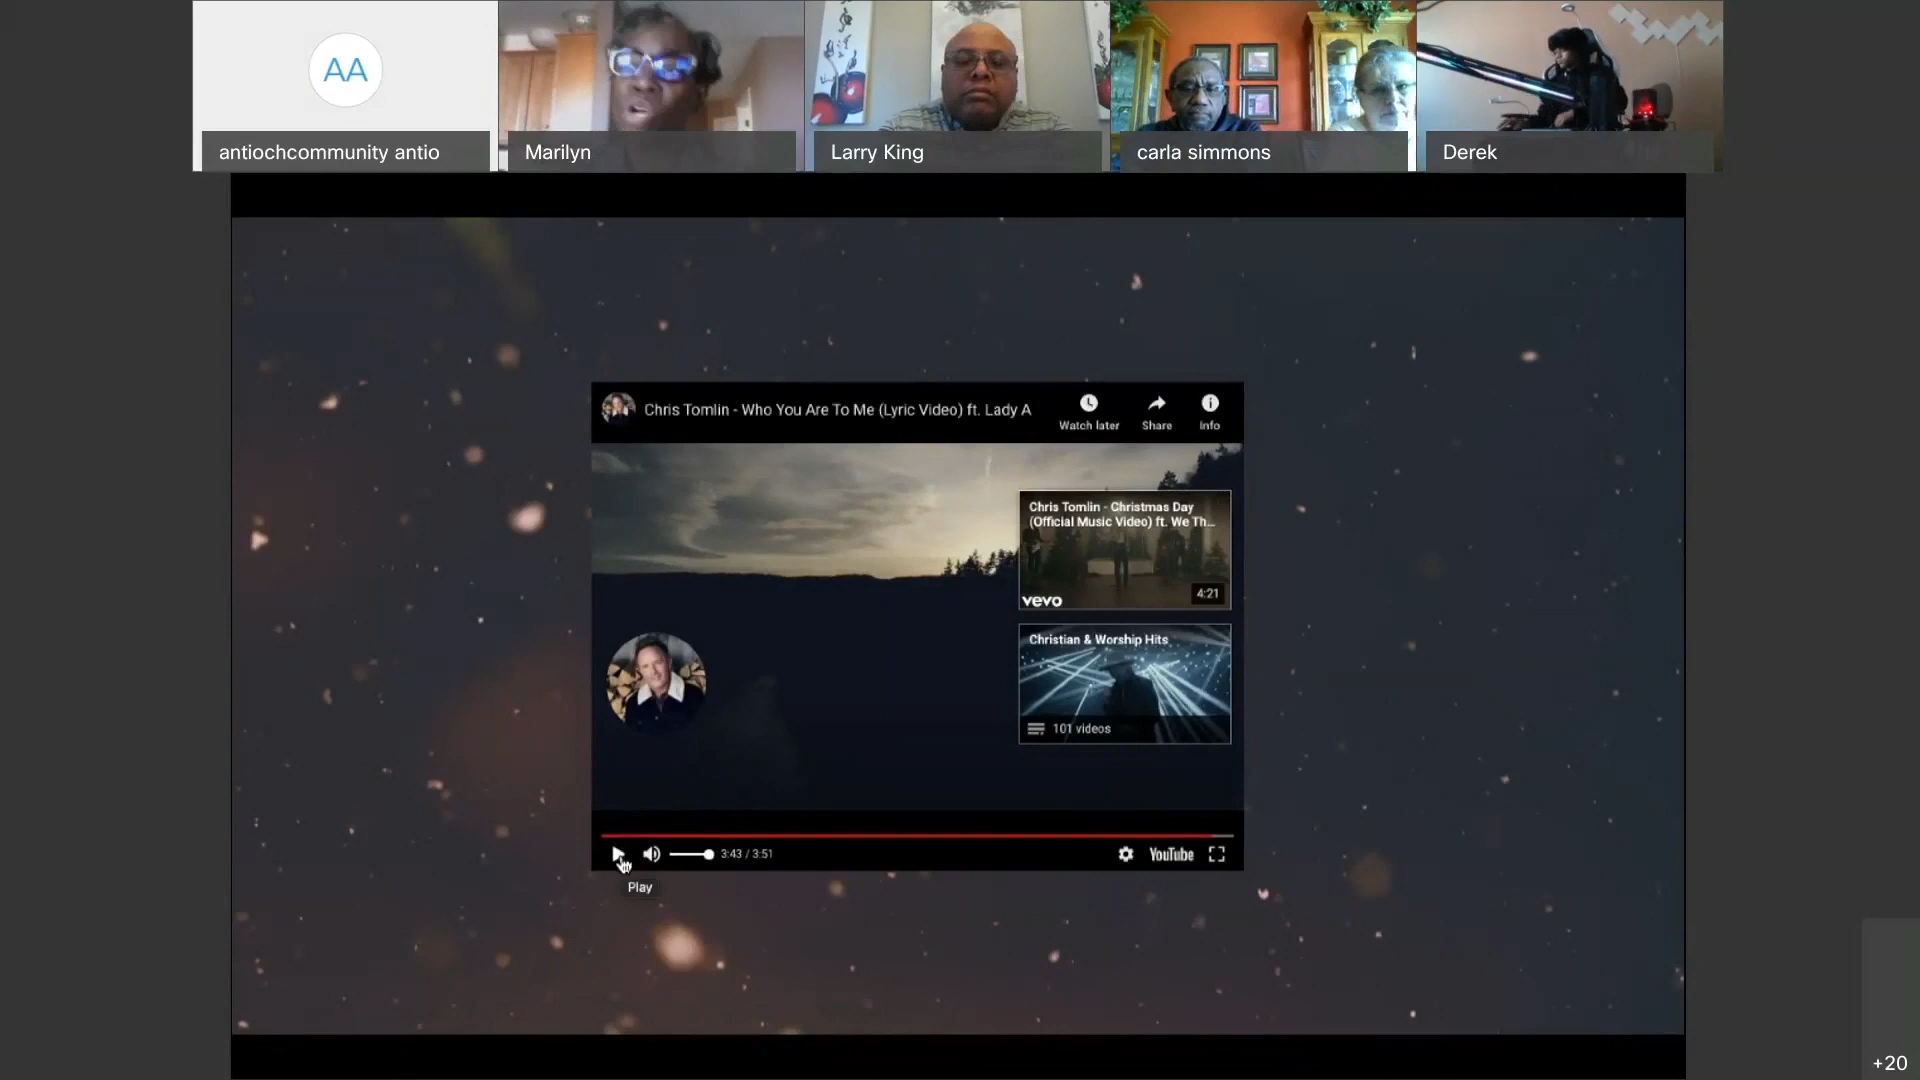 AA
antiochcommunity antio
Marilyn
Larry King
carla simmons
Derek
Chris Tomlin - Who You Are To Me (Lyric Video) ft. Lady A
Watch later
Share
Info
Chris Tomlin - Christmas Day
(Official Music Video) ft. We Th...
vevo
4:21
Christian & Worship Hits
101 videos
3:43 / 3:51
YouTube
Play
+20